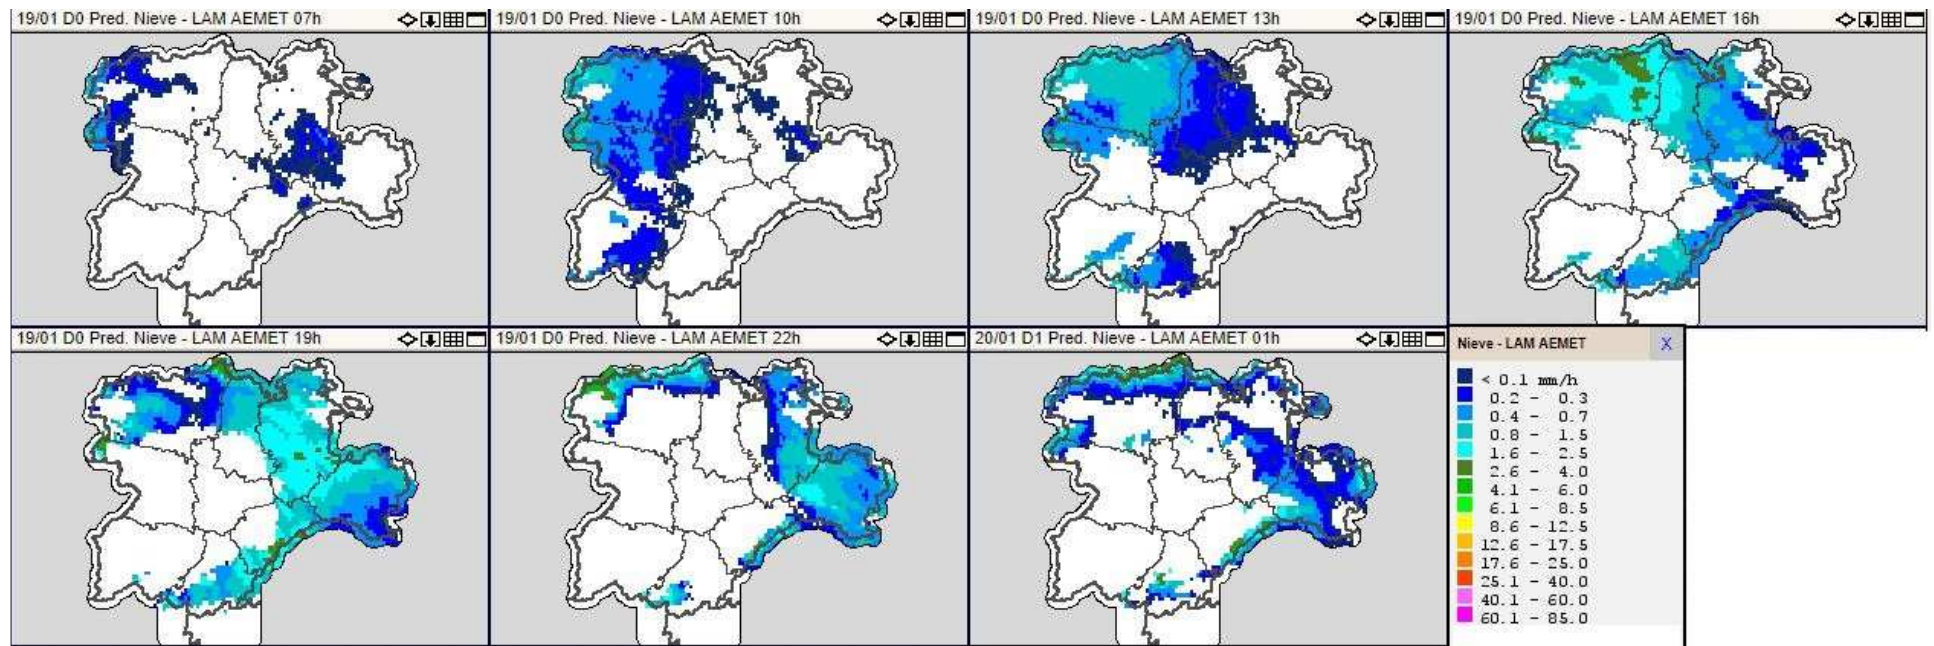 19/01 D0 Pred. Nieve - LAM AEMET 07h
19/01 D0 Pred. Nieve - LAM AEMET 10h
19/01 D0 Pred. Nieve - LAM AEMET 13h
19/01 D0 Pred. Nieve - LAM AEMET 16h
19/01 D0 Pred. Nieve - LAM AEMET 19h
19/01 D0 Pred. Nieve - LAM AEMET 22h
20/01 D1 Pred. Nieve - LAM AEMET 01h
Nieve - LAM AEMET X
< 0.1 mm/h
0.2 - 0.3
0.4 - 0.7
0.8 - 1.5
1.6 - 2.5
2.6 - 4.0
4.1 - 6.0
6.1 - 8.5
8.6 - 12.5
12.6 - 17.5
17.6 - 25.0
25.1 - 40.0
40.1 - 60.0
60.1 - 85.0